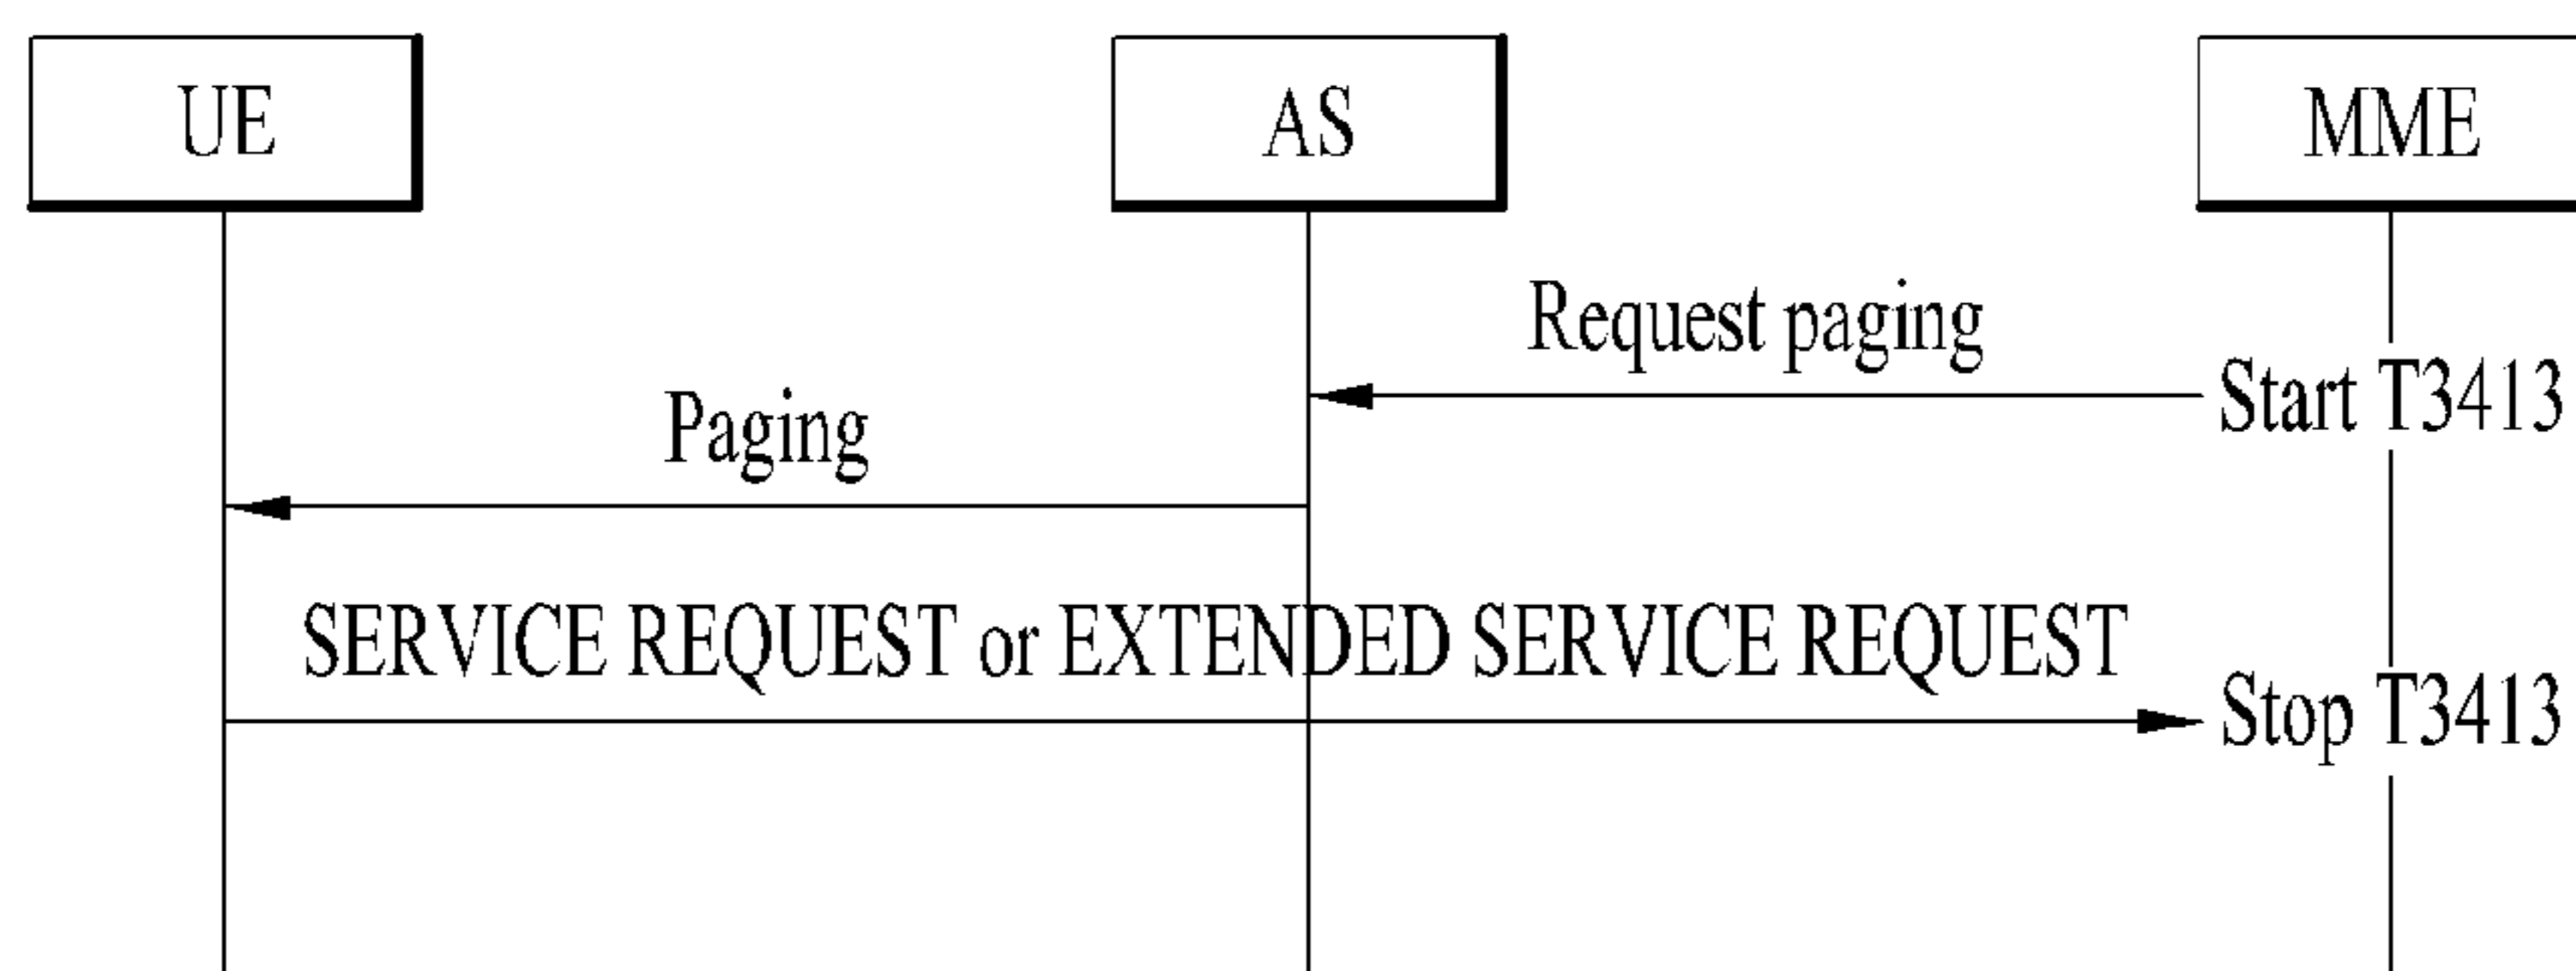 UE
AS
MME
Request paging
Start T3413
Paging
SERVICE REQUEST or EXTENDED SERVICE REQUEST
Stop T3413